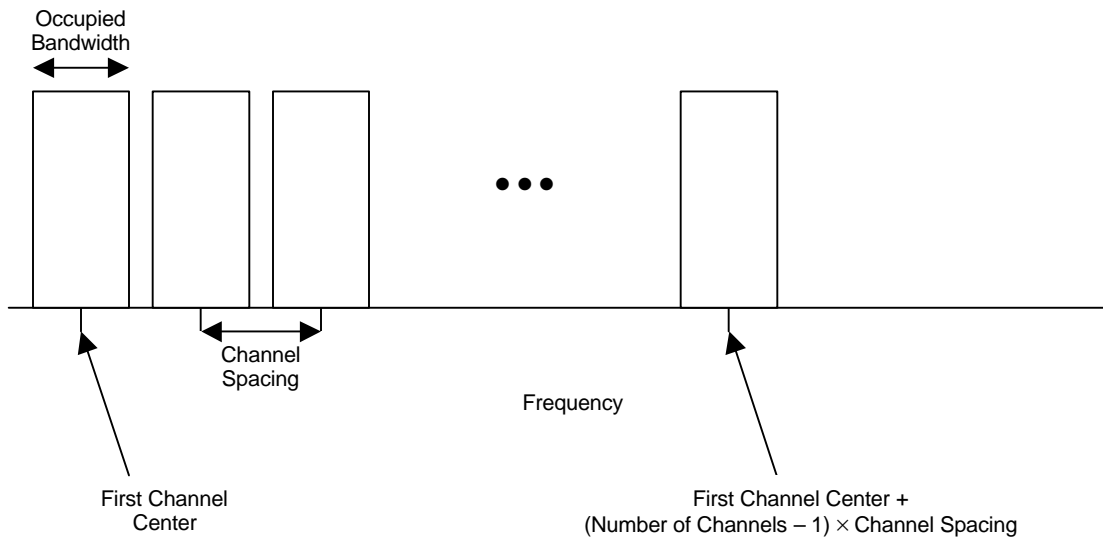 Occupied
Bandwidth
Channel
Spacing
Frequency
First Channel
Center
First Channel Center +
(Number of Channels – 1) × Channel Spacing